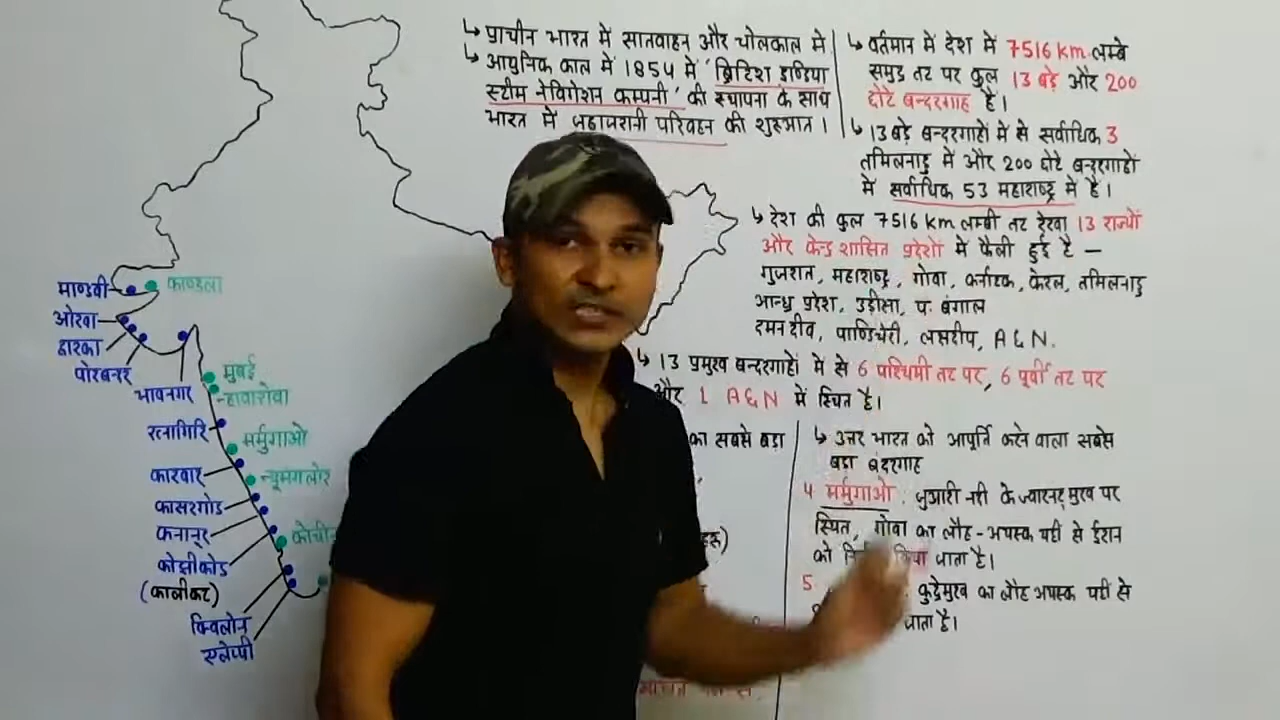 ↳ प्राचीन भारत में सातवाहन और चोलकाल में
↳ आधुनिक काल में 1854 में 'ब्रिटिश इण्डिया
स्टीम नेविगेशन कम्पनी' की स्थापना के साथ
भारत में जहाजरानी परिवहन की शुरुआत।
↳ वर्तमान में देश में 7516 km लम्बे
समुद्र तट पर कुल 13 बड़े और 200
छोटे बन्दरगाह है।
↳ 13 बड़े बन्दरगाहों में से सर्वाधिक 3
तमिलनाडु में और 200 छोटे बन्दरगाहों
में सर्वाधिक 53 महाराष्ट्र में है।
↳ देश की कुल 7516 km लम्बी तट रेखा 13 राज्यों
और केन्द्र शासित प्रदेशों में फैली हुई है –
गुजरात, महाराष्ट्र, गोवा, कर्नाटक, केरल, तमिलनाडु
आन्ध्र प्रदेश, उड़ीसा, प. बंगाल
दमन दीव, पाण्डिचेरी, लक्षदीप, A & N.
↳ 13 प्रमुख बन्दरगाहों में से 6 पश्चिमी तट पर, 6 पूर्वी तट पर
और 1 A & N में स्थित है।
का सबसे बड़ा
↳ उत्तर भारत को आपूर्ति करने वाला सबसे
बड़ा बंदरगाह
4 मर्मुगाओ : जुआरी नदी के ज्वारनद मुख पर
स्थित, गोवा का लौह-अयस्क यहीं से ईरान
को किया जाता है।
5 कुद्रेमुख का लौह अयस्क यहीं से
जाता है।
माण्डवी
काण्डला
ओखा
द्वारका
पोरबन्दर
भावनगर
मुंबई
न्हावाशेवा
रत्नागिरि
मर्मुगाओ
कारवार
न्यूमंगलोर
कासरगोड
कनानूर
कोचीन
कोझीकोड
(कालीकट)
क्विलोन
एलेप्पी